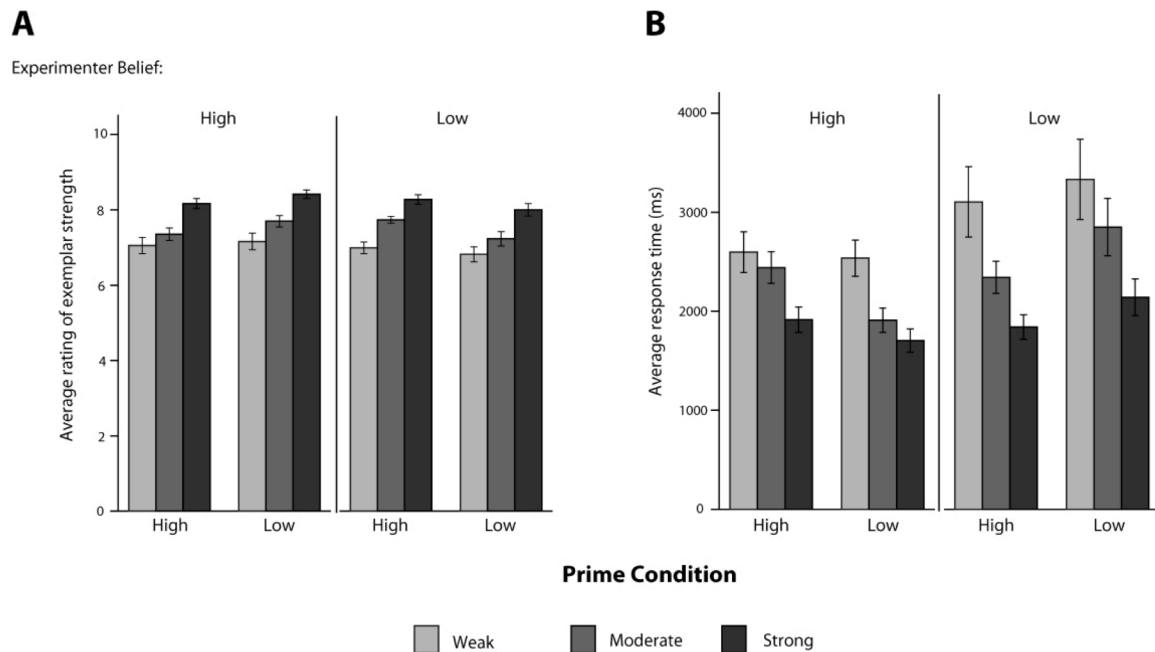 A
B
Experimenter Belief:
High
Low
High
Low
Average rating of exemplar strength
10
8
6
4
2
0
High
Low
High
Low
Average response time (ms)
4000
3000
2000
1000
0
High
Low
High
Low
Prime Condition
Weak
Moderate
Strong